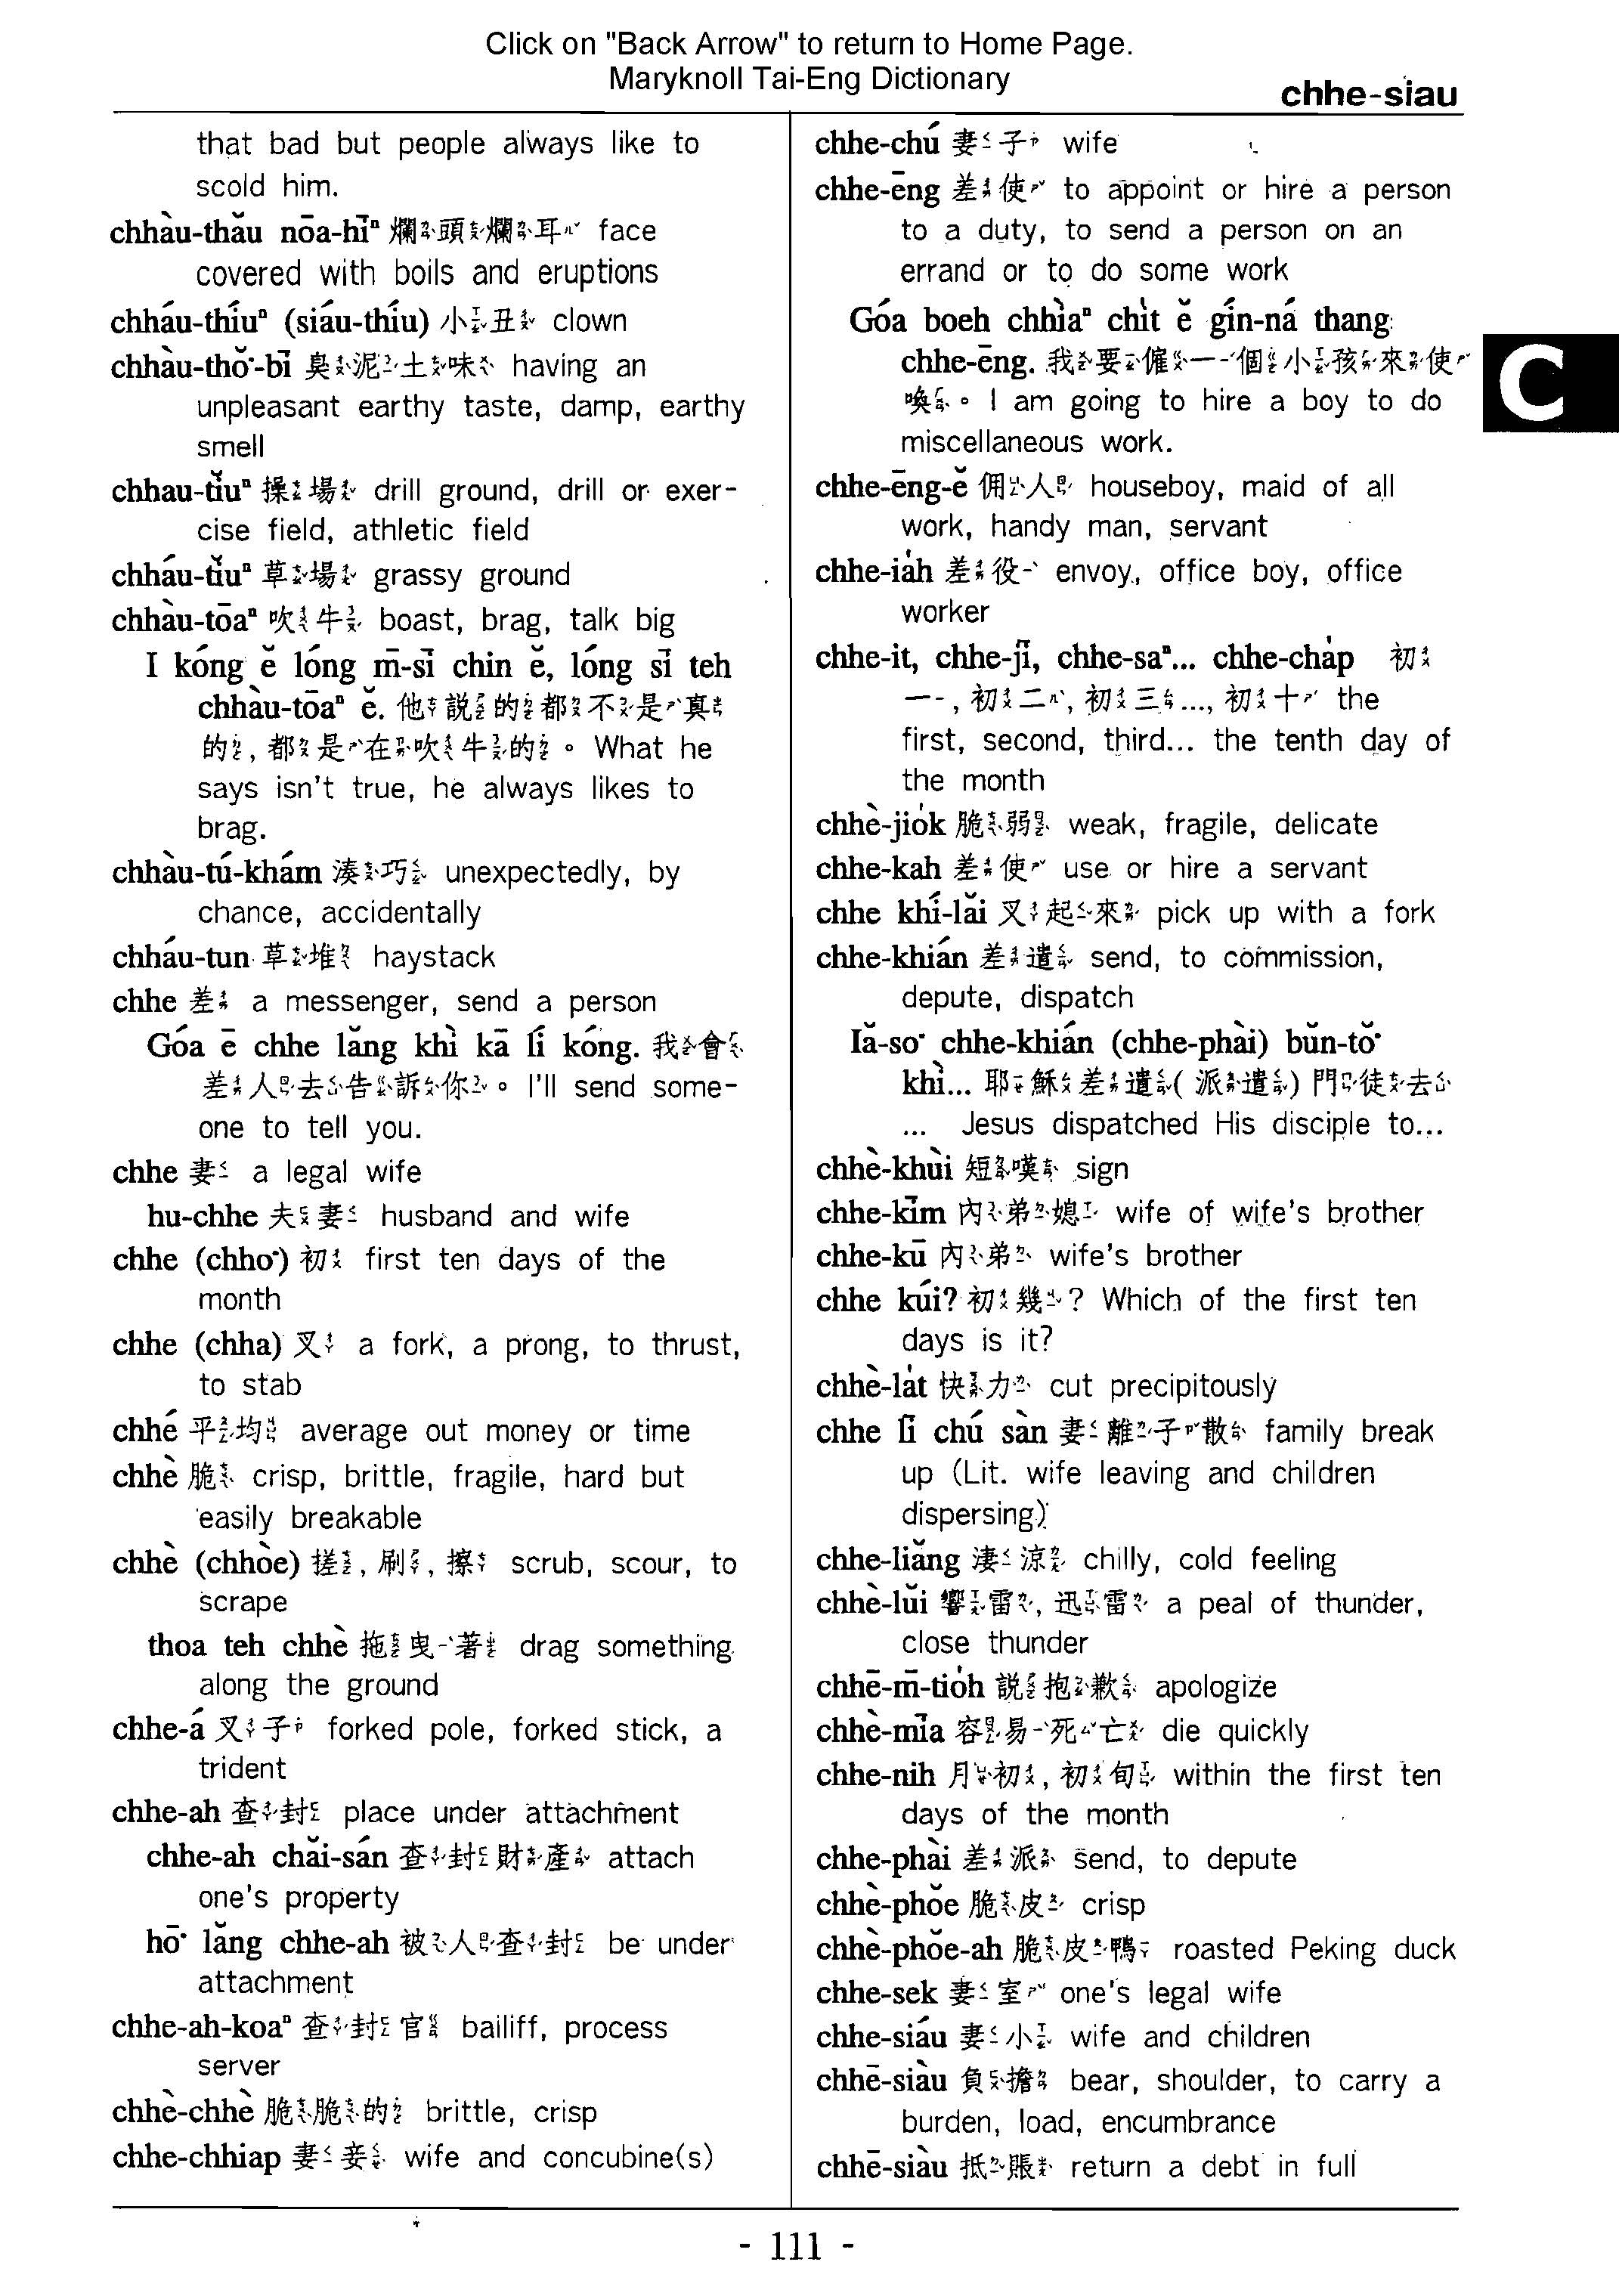 Click on "Back Arrow" to return to Home Page.
Maryknoll Tai-Eng Dictionary
chhe-siau
that bad but people always like to
scold him.
chhàu-thău nōa-hīⁿ 爛頭爛耳 face
covered with boils and eruptions
chháu-thíuⁿ (siáu-thíu) 小丑 clown
chhàu-thŏ͘-bī 臭泥土味 having an
unpleasant earthy taste, damp, earthy
smell
chhau-tĭuⁿ 操場 drill ground, drill or exer-
cise field, athletic field
chháu-tĭuⁿ 草場 grassy ground
chhàu-tōaⁿ 吹牛 boast, brag, talk big
I kóng ĕ lóng m̄-sī chin ĕ, lóng sī teh
chhàu-tōaⁿ ĕ. 他說的都不是真
的, 都是在吹牛的。 What he
says isn't true, he always likes to
brag.
chhàu-tú-khám 湊巧 unexpectedly, by
chance, accidentally
chháu-tun 草堆 haystack
chhe 差 a messenger, send a person
Góa ē chhe lăng khì kā lí kóng. 我會
差人去告訴你。 I'll send some-
one to tell you.
chhe 妻 a legal wife
hu-chhe 夫妻 husband and wife
chhe (chho͘) 初 first ten days of the
month
chhe (chha) 叉 a fork, a prong, to thrust,
to stab
chhé 平均 average out money or time
chhè 脆 crisp, brittle, fragile, hard but
easily breakable
chhè (chhòe) 搓, 刷, 擦 scrub, scour, to
scrape
thoa teh chhè 拖曳著 drag something
along the ground
chhe-á 叉子 forked pole, forked stick, a
trident
chhe-ah 查封 place under attachment
chhe-ah chăi-sán 查封財產 attach
one's property
hō͘ lăng chhe-ah 被人查封 be under
attachment
chhe-ah-koaⁿ 查封官 bailiff, process
server
chhè-chhè 脆脆的 brittle, crisp
chhe-chhiap 妻妾 wife and concubine(s)
chhe-chú 妻子 wife
chhe-ēng 差使 to appoint or hire a person
to a duty, to send a person on an
errand or to do some work
Góa boeh chhìaⁿ chi̍t ĕ gín-ná thang
chhe-ēng. 我要僱一個小孩來使
喚。 I am going to hire a boy to do
miscellaneous work.
chhe-ēng-ĕ 佣人 houseboy, maid of all
work, handy man, servant
chhe-ia̍h 差役 envoy, office boy, office
worker
chhe-it, chhe-jī, chhe-saⁿ... chhe-cha̍p 初
一, 初二, 初三..., 初十 the
first, second, third... the tenth day of
the month
chhè-jio̍k 脆弱 weak, fragile, delicate
chhe-kah 差使 use or hire a servant
chhe khí-lăi 叉起來 pick up with a fork
chhe-khián 差遣 send, to commission,
depute, dispatch
Iă-so͘ chhe-khián (chhe-phài) bŭn-tŏ͘
khì... 耶穌差遣(派遣) 門徒去
... Jesus dispatched His disciple to...
chhè-khùi 短嘆 sign
chhe-kīm 內弟媳 wife of wife's brother
chhe-kū 內弟 wife's brother
chhe kúi? 初幾? Which of the first ten
days is it?
chhè-la̍t 快力 cut precipitously
chhe lī chú sàn 妻離子散 family break
up (Lit. wife leaving and children
dispersing)
chhe-liăng 淒涼 chilly, cold feeling
chhè-lŭi 響雷, 迅雷 a peal of thunder,
close thunder
chhē-m̄-tio̍h 說抱歉 apologize
chhè-mīa 容易死亡 die quickly
chhe-nih 月初, 初旬 within the first ten
days of the month
chhe-phài 差派 send, to depute
chhè-phŏe 脆皮 crisp
chhè-phŏe-ah 脆皮鴨 roasted Peking duck
chhe-sek 妻室 one's legal wife
chhe-siáu 妻小 wife and children
chhē-siàu 負擔 bear, shoulder, to carry a
burden, load, encumbrance
chhē-siàu 抵賬 return a debt in full
C
- 111 -